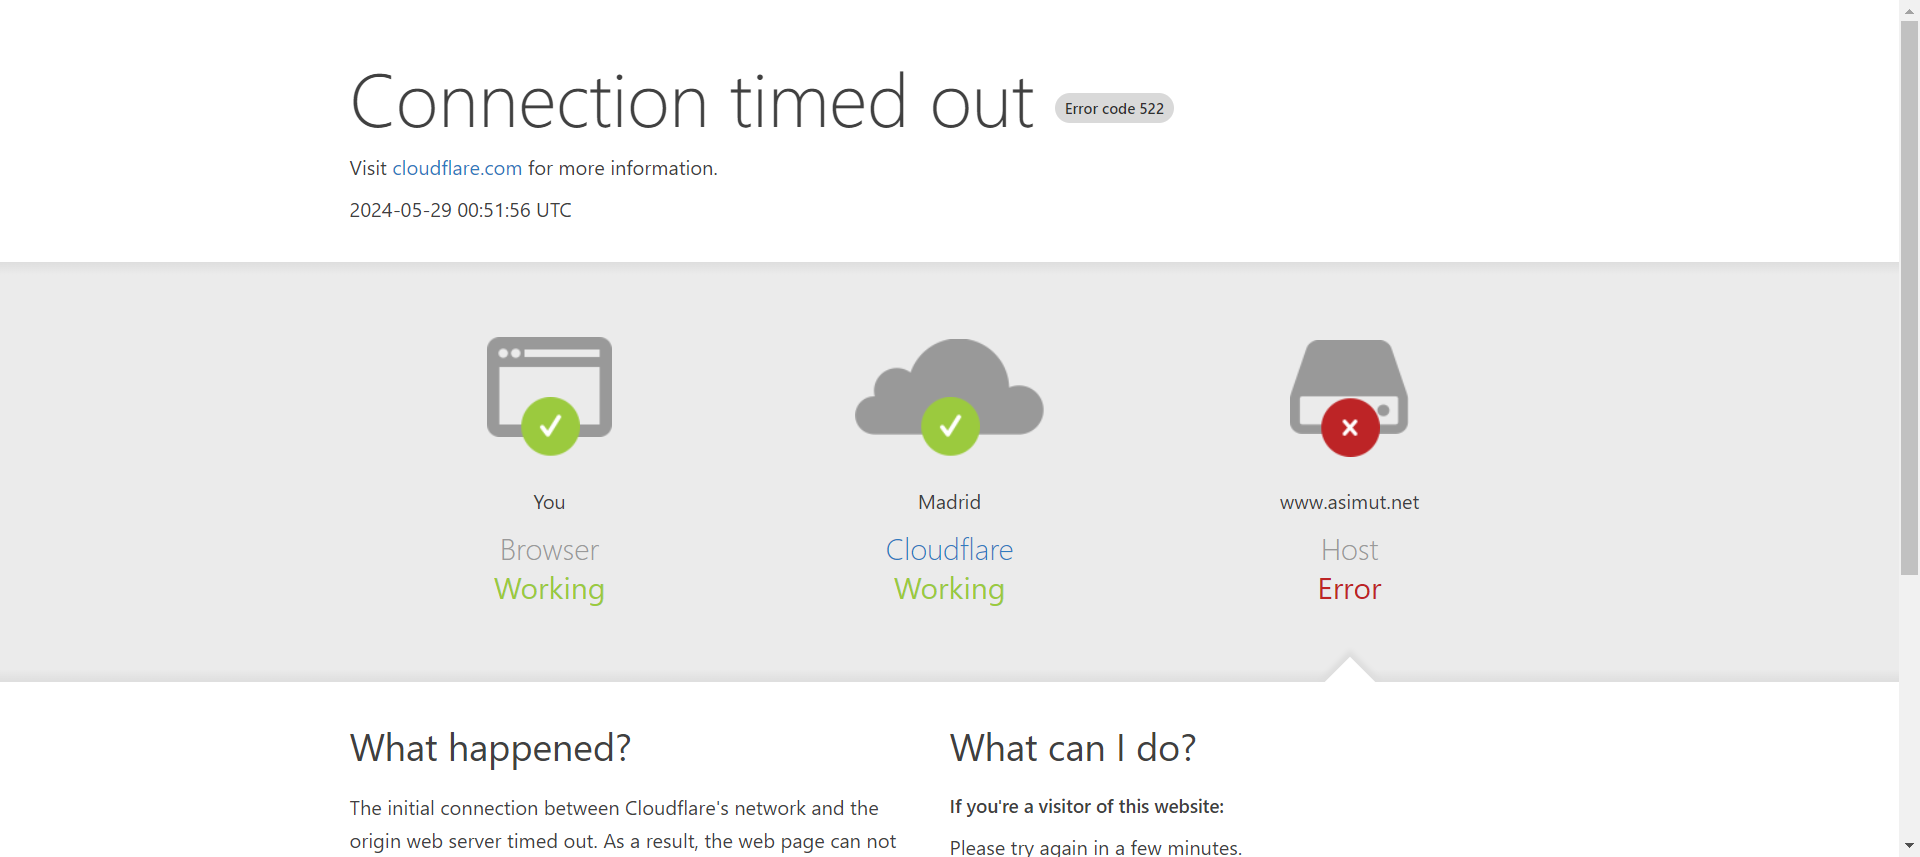 Connection timed out Error code 522
Visit cloudflare.com for more information.
2024-05-29 00:51:56 UTC
You
Browser
Working
Madrid
Cloudflare
Working
www.asimut.net
Host
Error
What happened?
The initial connection between Cloudflare's network and the
origin web server timed out. As a result, the web page can not
What can I do?
If you're a visitor of this website:
Please try again in a few minutes.